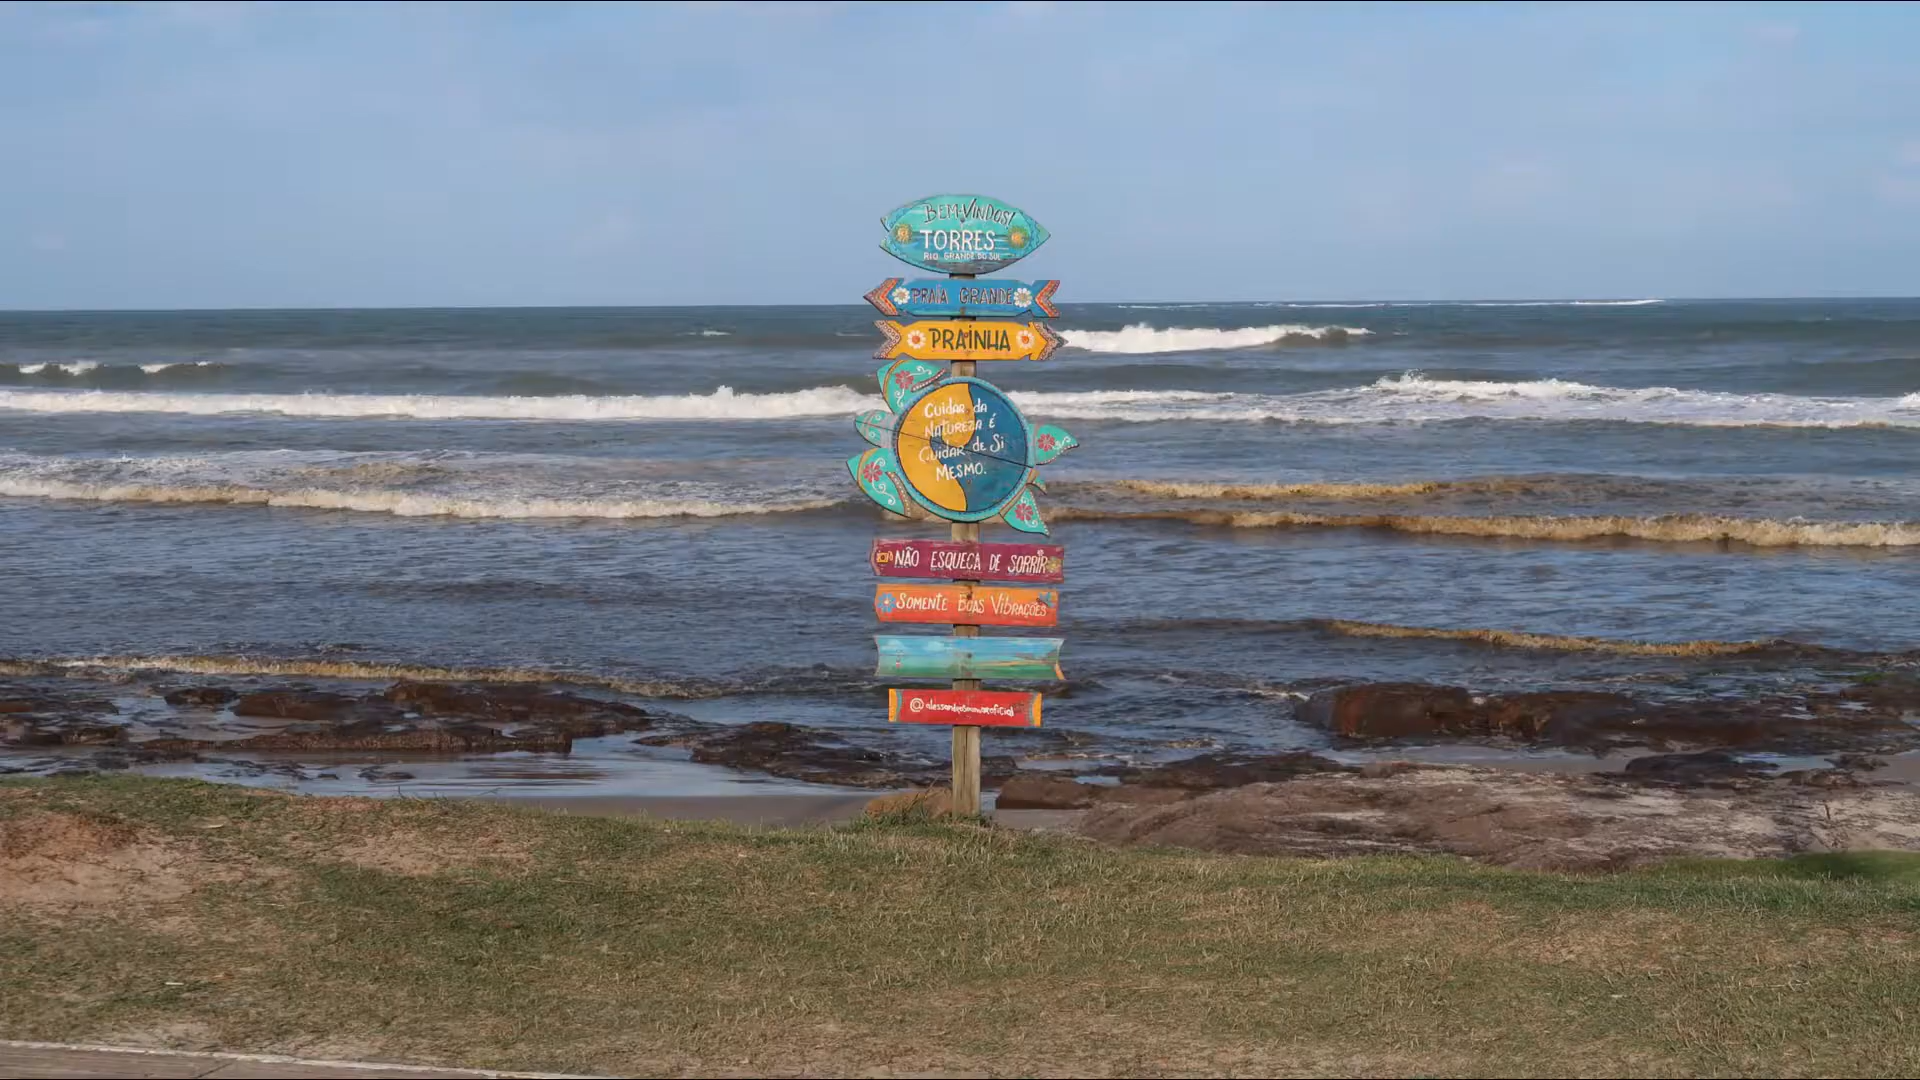 BEM-VINDOS!
TORRES
RIO GRANDE DO SUL
PRAIA GRANDE
PRAINHA
Cuidar da
Natureza é
Cuidar de Si
Mesmo.
NÃO ESQUEÇA DE SORRIR
SOMENTE BOAS VIBRAÇÕES